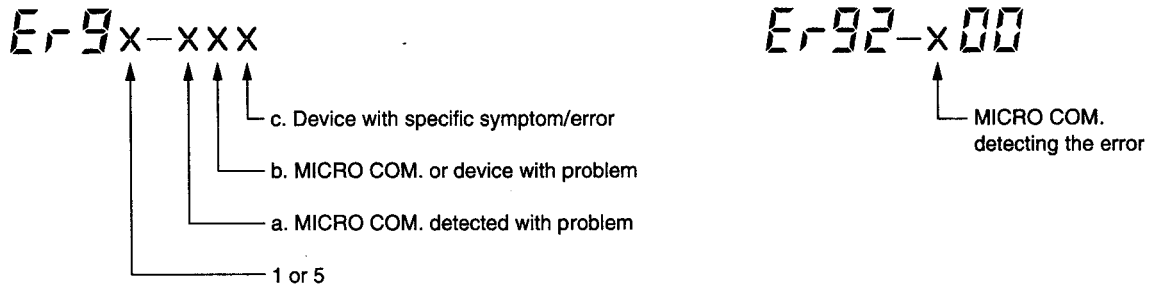 Er9x-xxx
c. Device with specific symptom/error
b. MICRO COM. or device with problem
a. MICRO COM. detected with problem
1 or 5
Er92-x00
MICRO COM.
detecting the error